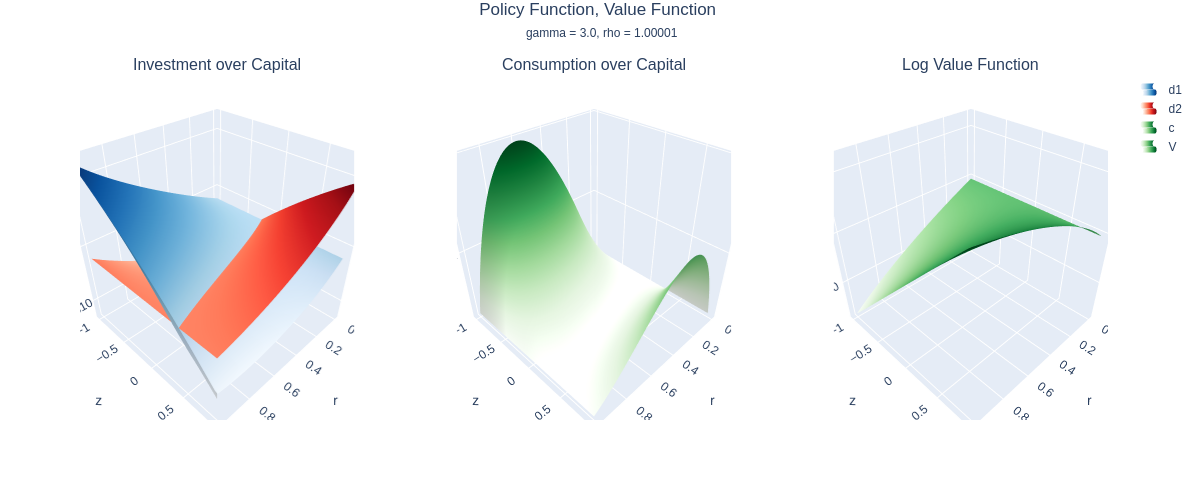 Policy Function, Value Function
gamma = 3.0, rho = 1.00001
Investment over Capital
Consumption over Capital
Log Value Function
d1
d2
c
V
10
−1
−0.5
0
0.5
z
0
0.2
0.4
0.6
0.8
r
−1
−0.5
0
0.5
z
0
0.2
0.4
0.6
0.8
r
0
−1
−0.5
0
0.5
z
0
0.2
0.4
0.6
0.8
r